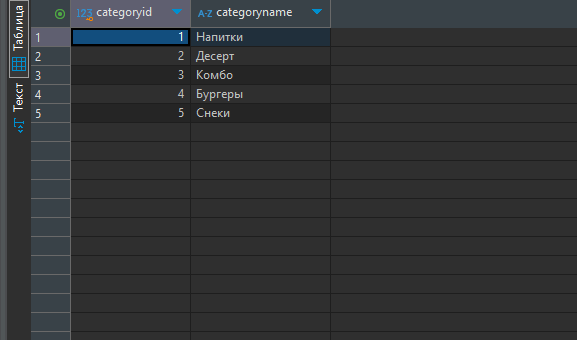 Таблица
Текст
123 categoryid
A-Z categoryname
1 1 Напитки
2 2 Десерт
3 3 Комбо
4 4 Бургеры
5 5 Снеки